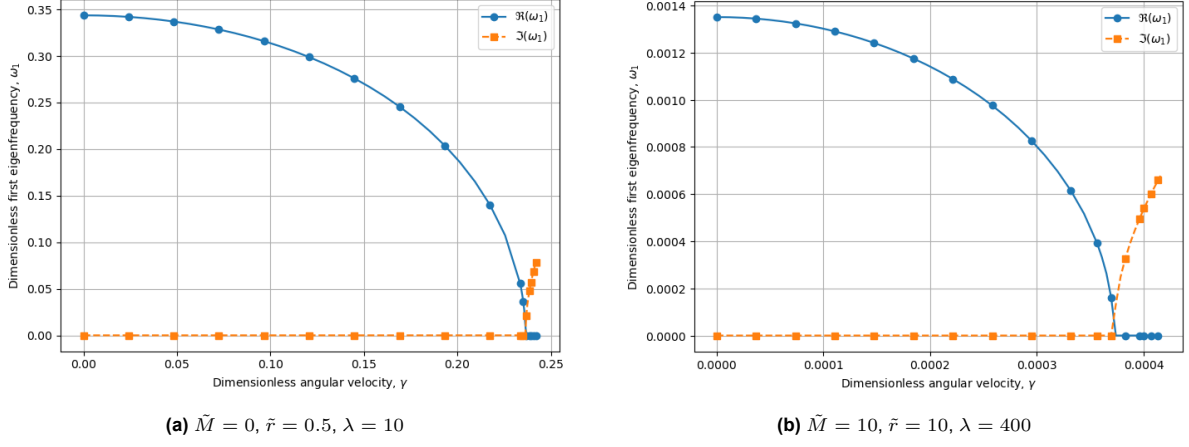 0.35
0.30
0.25
0.20
0.15
0.10
0.05
0.00
Dimensionless first eigenfrequency, ω₁
ℜ(ω₁)
ℑ(ω₁)
0.00 0.05 0.10 0.15 0.20 0.25
Dimensionless angular velocity, γ
(a) M̃ = 0, r̃ = 0.5, λ = 10
0.0014
0.0012
0.0010
0.0008
0.0006
0.0004
0.0002
0.0000
Dimensionless first eigenfrequency, ω₁
ℜ(ω₁)
ℑ(ω₁)
0.0000 0.0001 0.0002 0.0003 0.0004
Dimensionless angular velocity, γ
(b) M̃ = 10, r̃ = 10, λ = 400